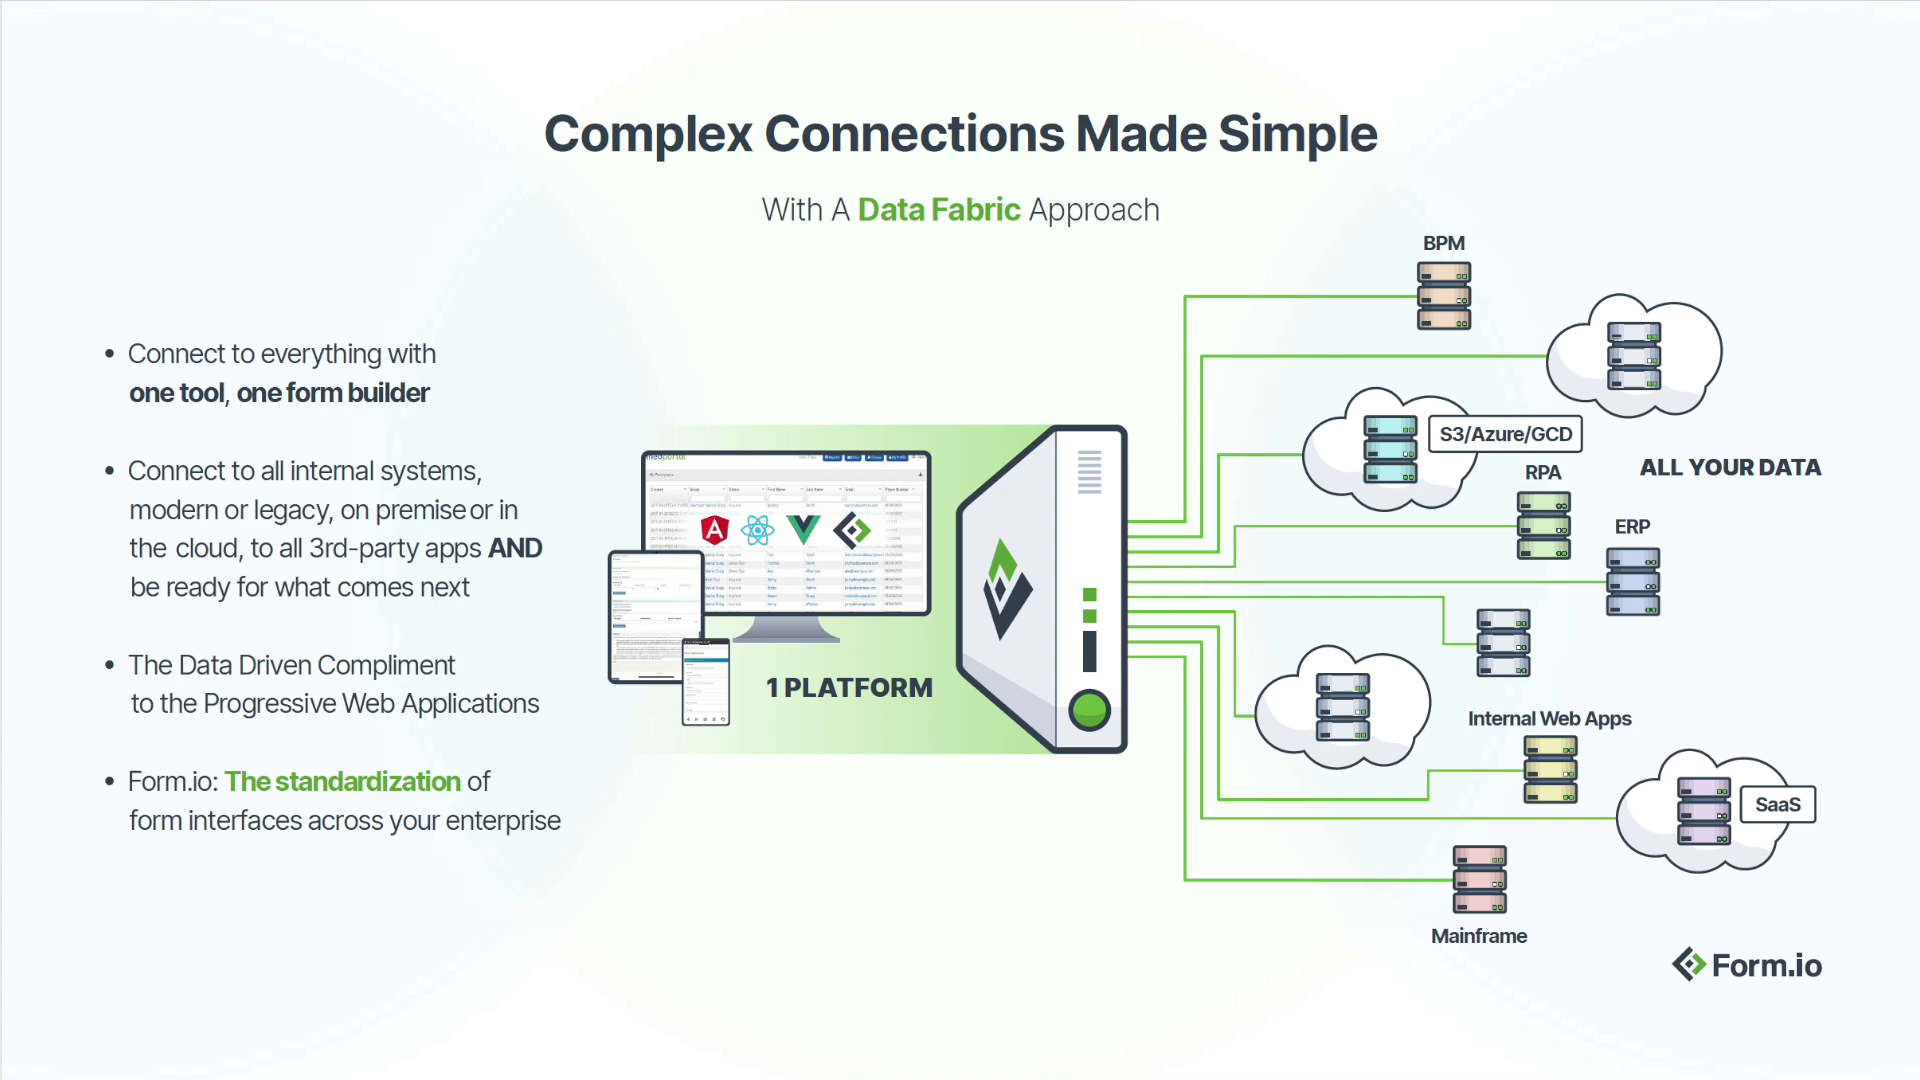 Complex Connections Made Simple
With A Data Fabric Approach
• Connect to everything with
one tool, one form builder
• Connect to all internal systems,
modern or legacy, on premise or in
the cloud, to all 3rd-party apps AND
be ready for what comes next
• The Data Driven Compliment
to the Progressive Web Applications
• Form.io: The standardization of
form interfaces across your enterprise
1 PLATFORM
BPM
S3/Azure/GCD
RPA
ALL YOUR DATA
ERP
Internal Web Apps
SaaS
Mainframe
Form.io